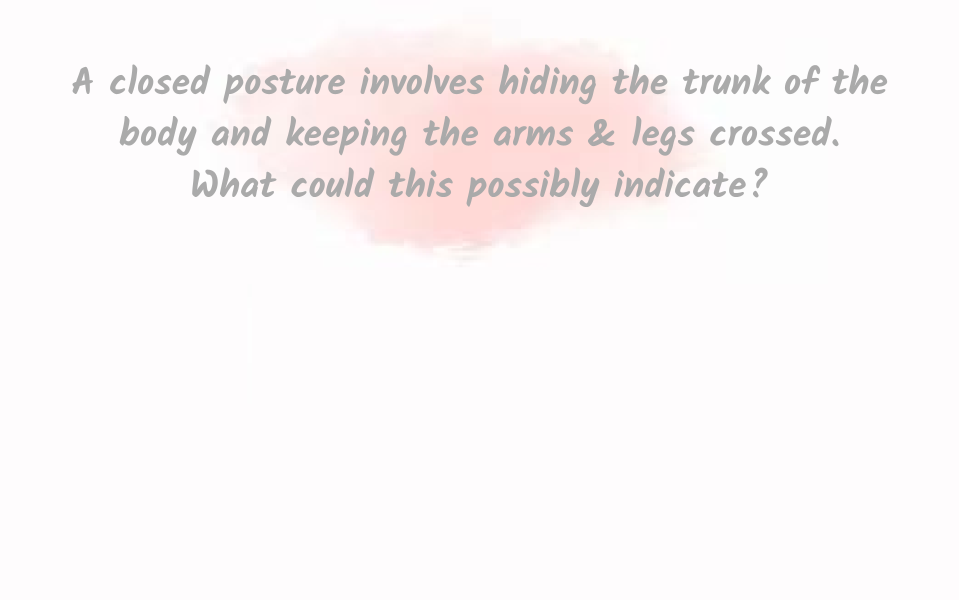 A closed posture involves hiding the trunk of the
body and keeping the arms & legs crossed.
What could this possibly indicate?